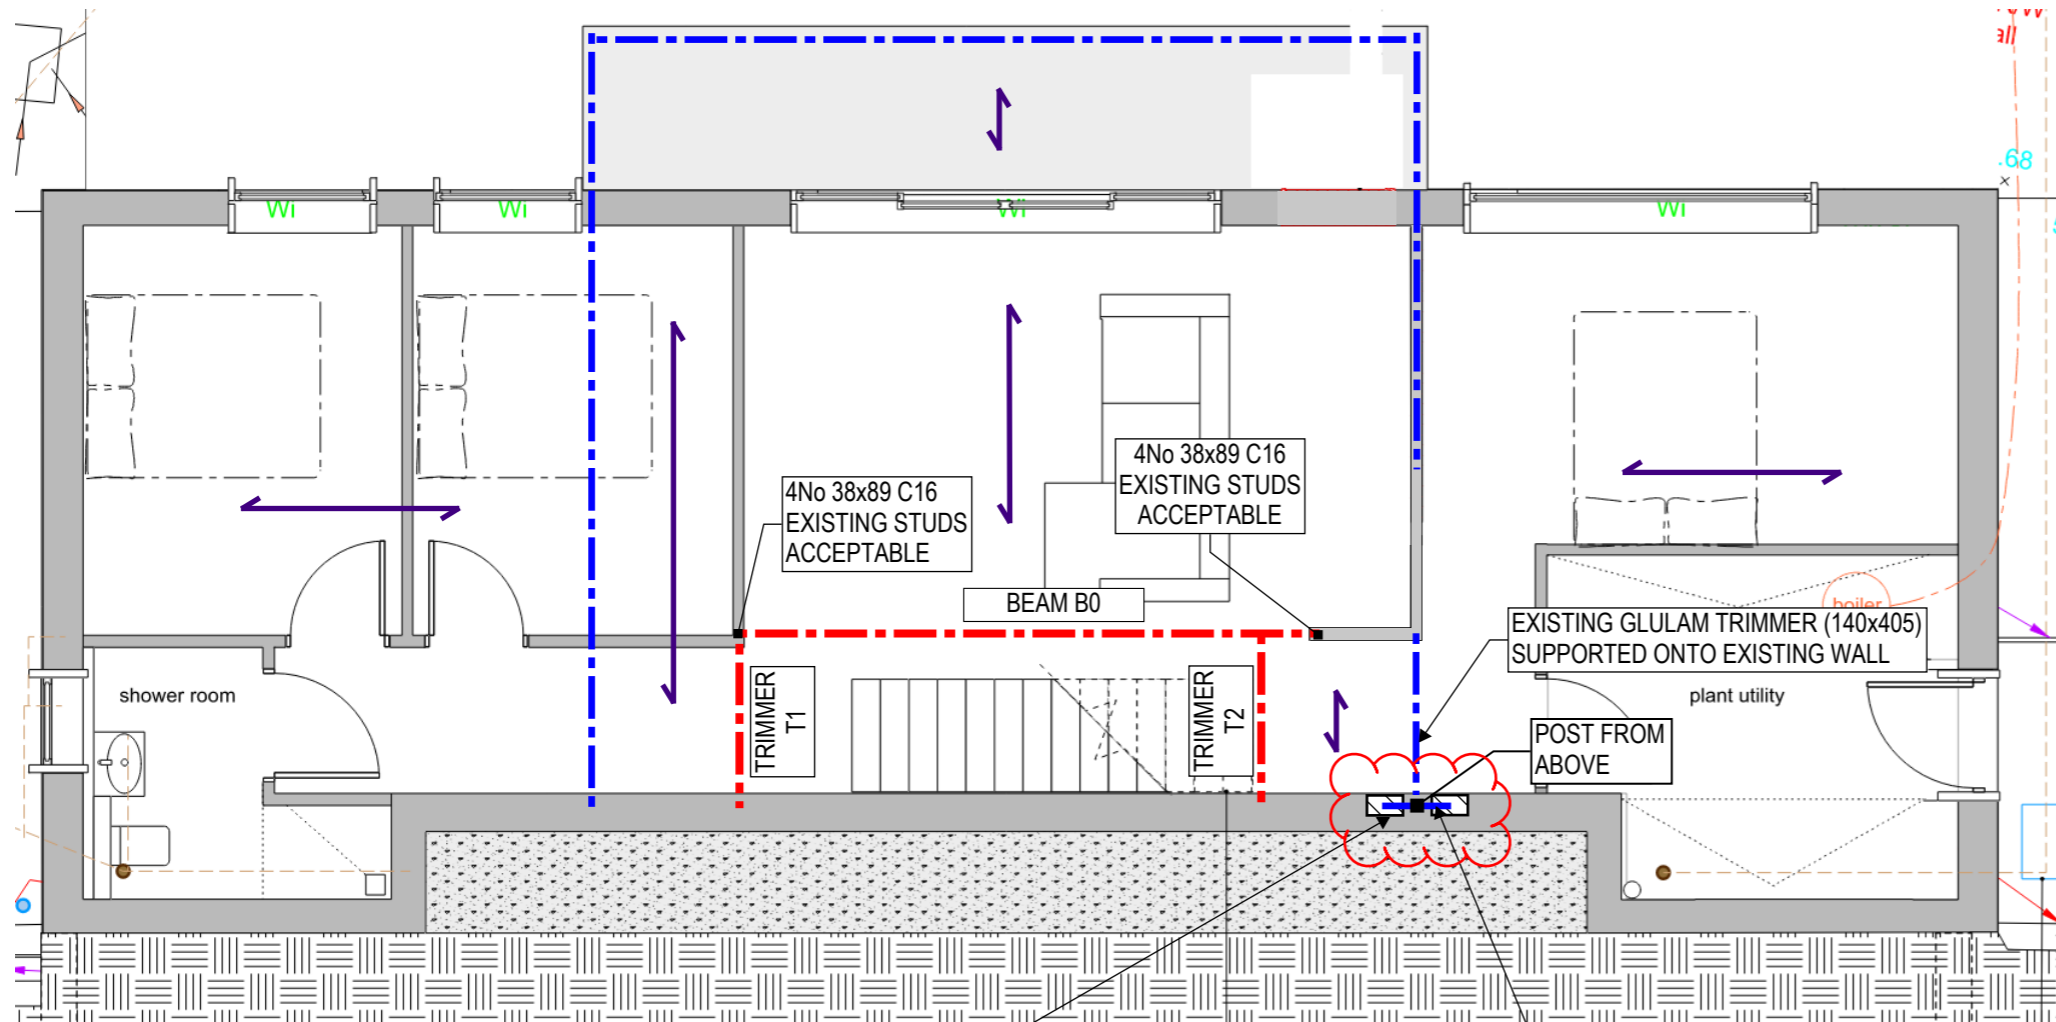 all
.68
Wi
Wi
Wi
Wi
4No 38x89 C16
EXISTING STUDS
ACCEPTABLE
4No 38x89 C16
EXISTING STUDS
ACCEPTABLE
BEAM B0
boiler
EXISTING GLULAM TRIMMER (140x405)
SUPPORTED ONTO EXISTING WALL
shower room
TRIMMER
T1
TRIMMER
T2
plant utility
POST FROM
ABOVE